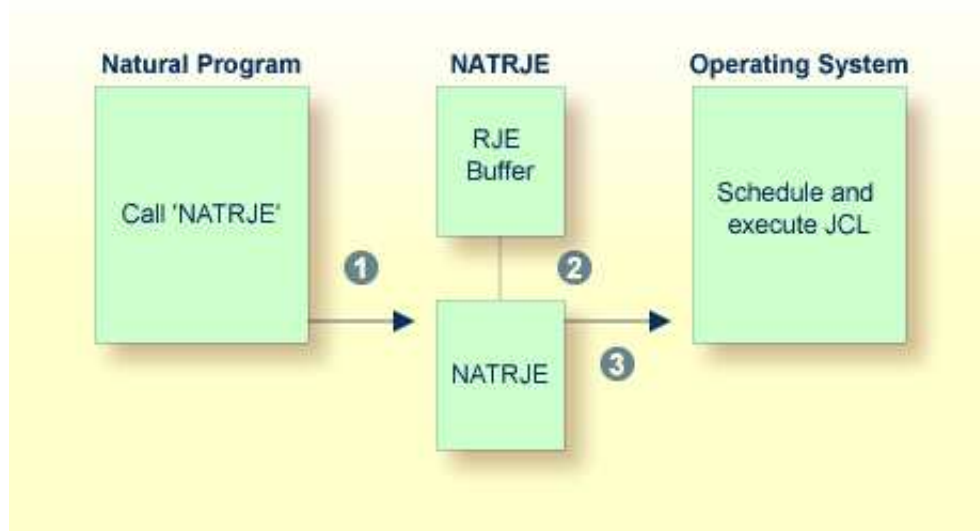 Natural Program
NATRJE
Operating System
Call 'NATRJE'
RJE
Buffer
Schedule and
execute JCL
1
2
3
NATRJE